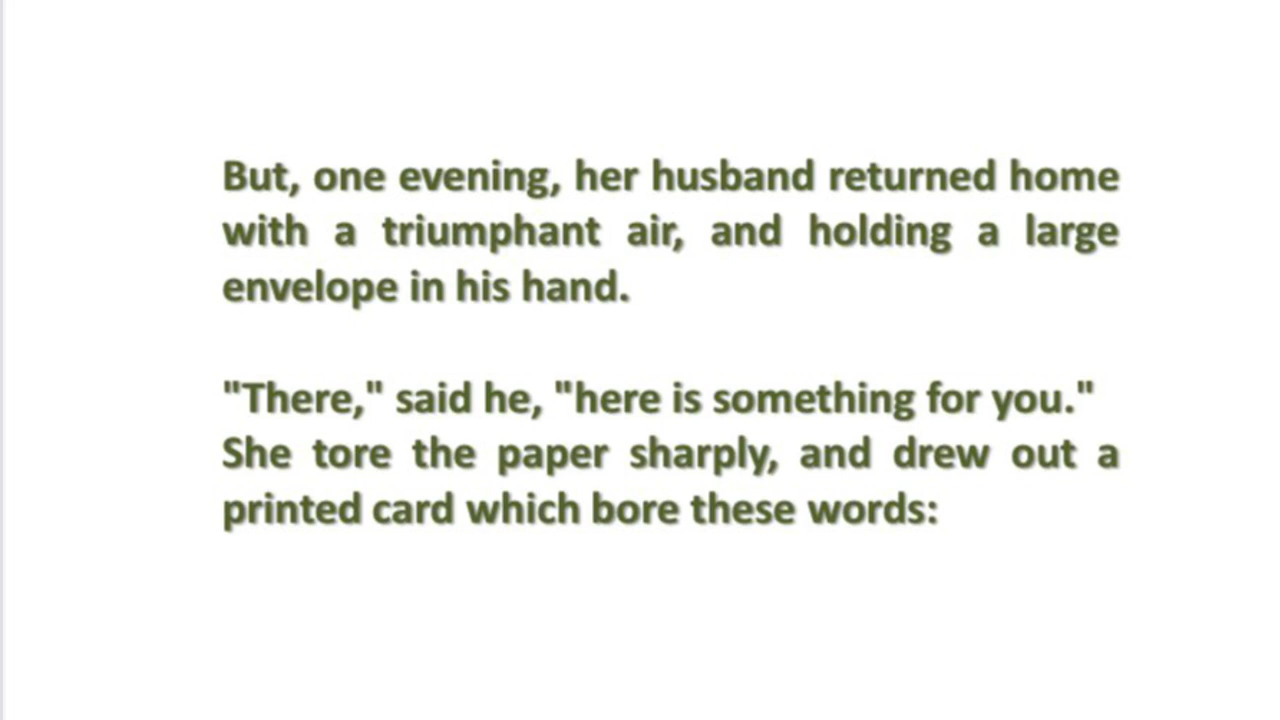 But, one evening, her husband returned home
with a triumphant air, and holding a large
envelope in his hand.
"There," said he, "here is something for you."
She tore the paper sharply, and drew out a
printed card which bore these words: